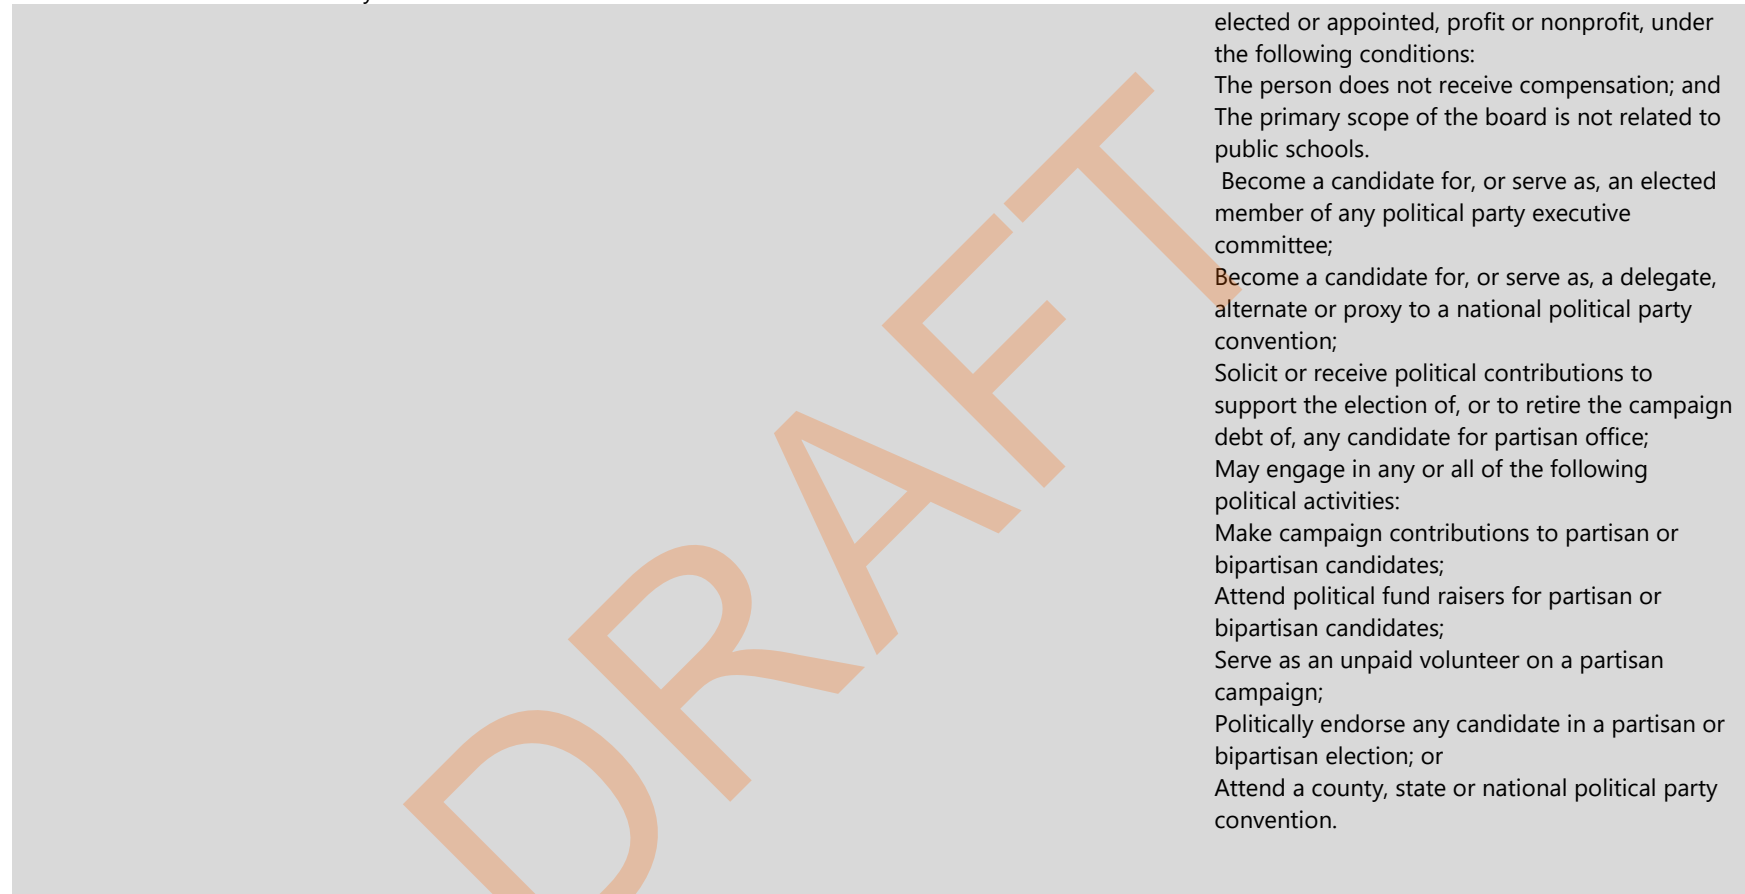 elected or appointed, profit or nonprofit, under
the following conditions:
The person does not receive compensation; and
The primary scope of the board is not related to
public schools.
Become a candidate for, or serve as, an elected
member of any political party executive
committee;
Become a candidate for, or serve as, a delegate,
alternate or proxy to a national political party
convention;
Solicit or receive political contributions to
support the election of, or to retire the campaign
debt of, any candidate for partisan office;
May engage in any or all of the following
political activities:
Make campaign contributions to partisan or
bipartisan candidates;
Attend political fund raisers for partisan or
bipartisan candidates;
Serve as an unpaid volunteer on a partisan
campaign;
Politically endorse any candidate in a partisan or
bipartisan election; or
Attend a county, state or national political party
convention.
DRAFT